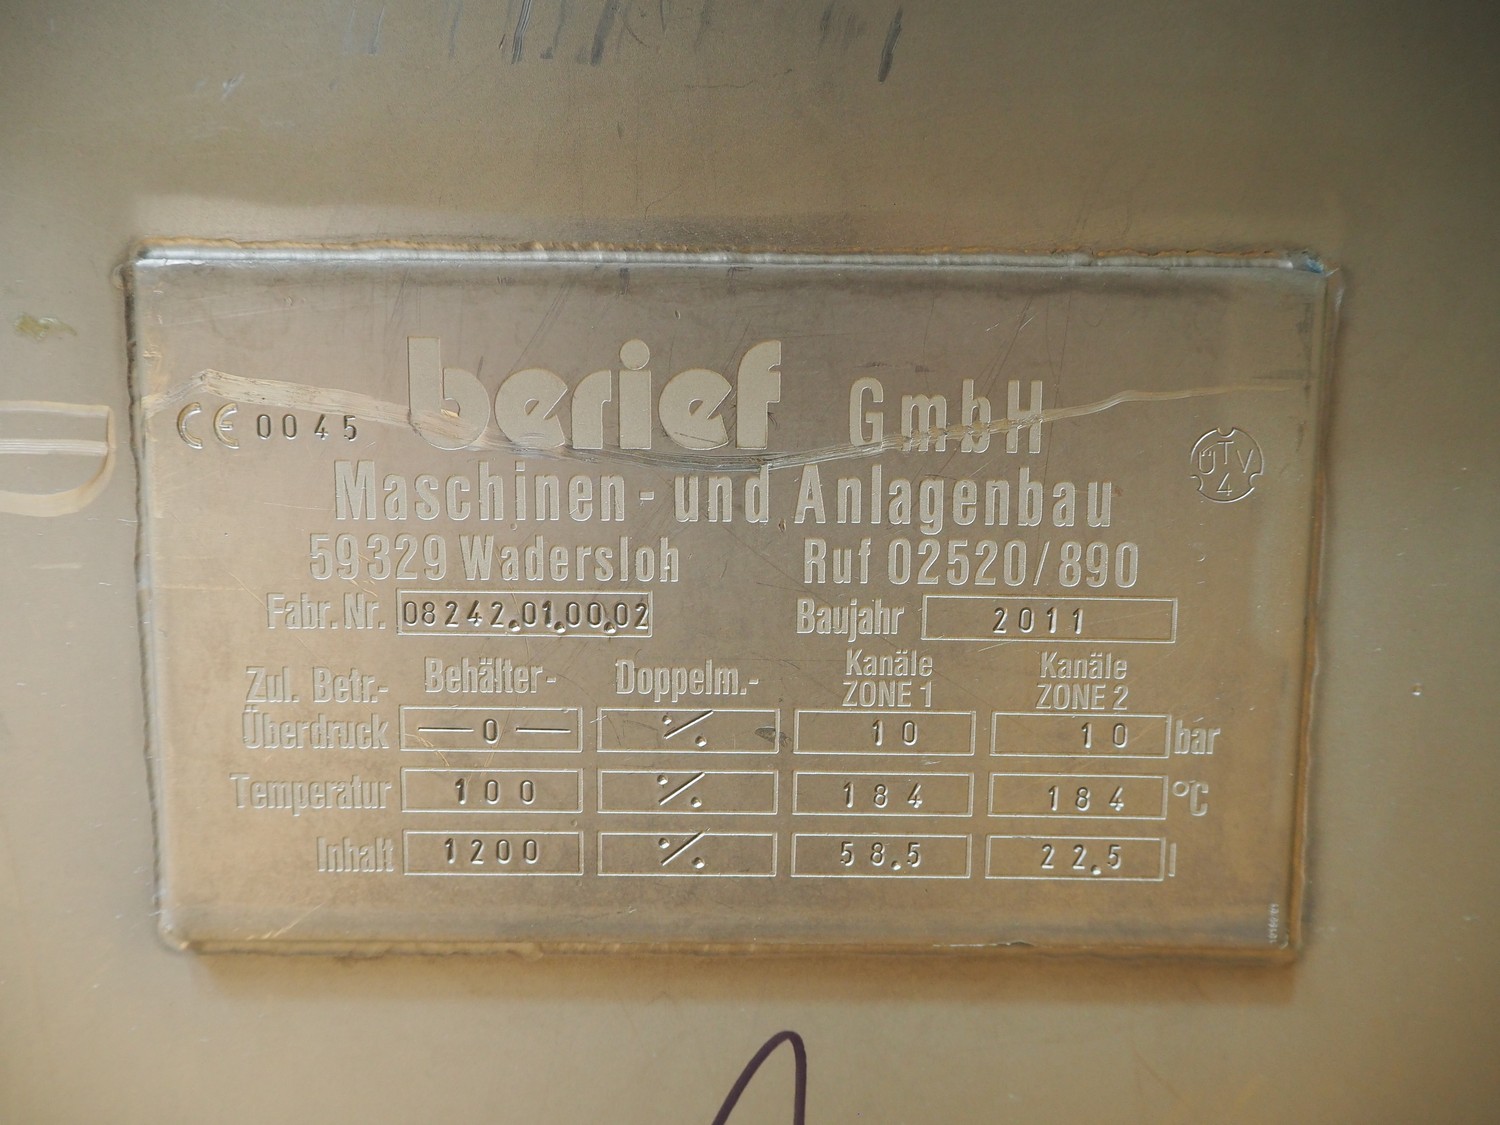 CE 0045 berief GmbH
Maschinen- und Anlagenbau
TÜV 4
59329 Wadersloh Ruf 02520/890
Fabr. Nr. 08242.01.00.02 Baujahr 2011
Zul. Betr.- Behälter- Doppelm.- Kanäle ZONE 1 Kanäle ZONE 2
Überdruck —0— ·/. 10 10 bar
Temperatur 100 ·/. 184 184 °C
Inhalt 1200 ·/. 58.5 22.5 l